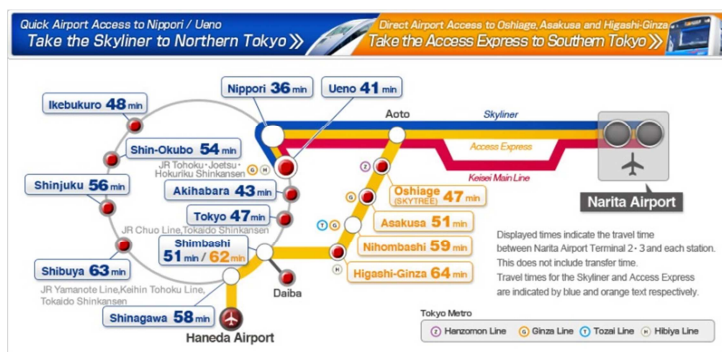 Quick Airport Access to Nippori / Ueno
Take the Skyliner to Northern Tokyo
Direct Airport Access to Oshiage, Asakusa and Higashi-Ginza
Take the Access Express to Southern Tokyo
Nippori 36 min
Ueno 41 min
Ikebukuro 48 min
Aoto
Skyliner
Shin-Okubo 54 min
Access Express
JR Tohoku・Joetsu・
Hokuriku Shinkansen
G H
Z
Keisei Main Line
Shinjuku 56 min
Akihabara 43 min
Oshiage 47 min
(SKYTREE)
Narita Airport
Tokyo 47 min
G
Asakusa 51 min
JR Chuo Line,Tokaido Shinkansen
T G
Shimbashi
51 min / 62 min
Nihombashi 59 min
Displayed times indicate the travel time
between Narita Airport Terminal 2・3 and each station.
This does not include transfer time.
Travel times for the Skyliner and Access Express
are indicated by blue and orange text respectively.
Shibuya 63 min
H
Higashi-Ginza 64 min
JR Yamanote Line,Keihin Tohoku Line,
Tokaido Shinkansen
Daiba
Shinagawa 58 min
Haneda Airport
Tokyo Metro
Z Hanzomon Line G Ginza Line T Tozai Line H Hibiya Line